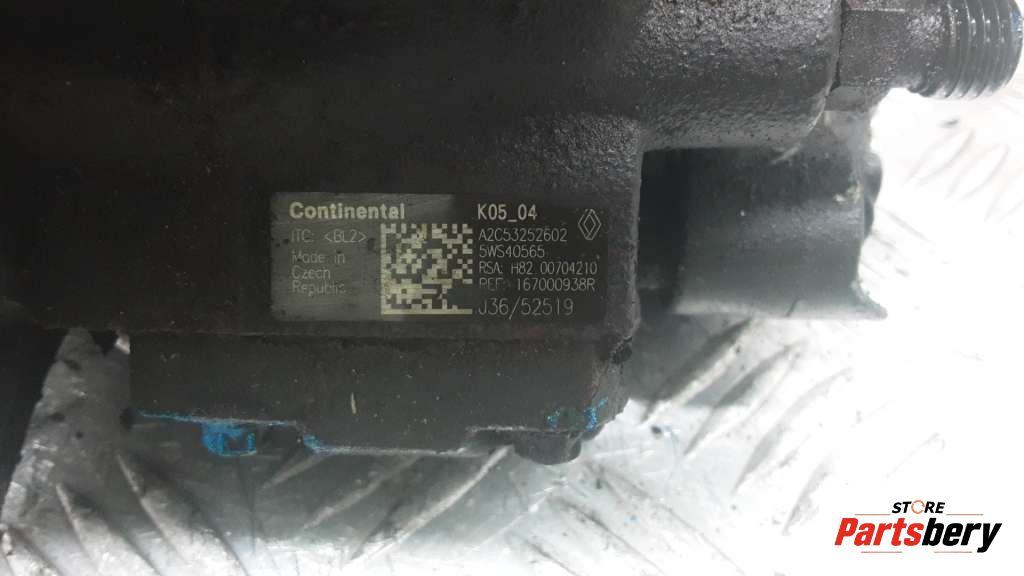 Continental K05_04
ITC: <BL2> A2C53252602
Made in 5WS40565
Czech RSA: H82 00704210
Republic REF: 167000938R
J36/52519
STORE
Partsbery